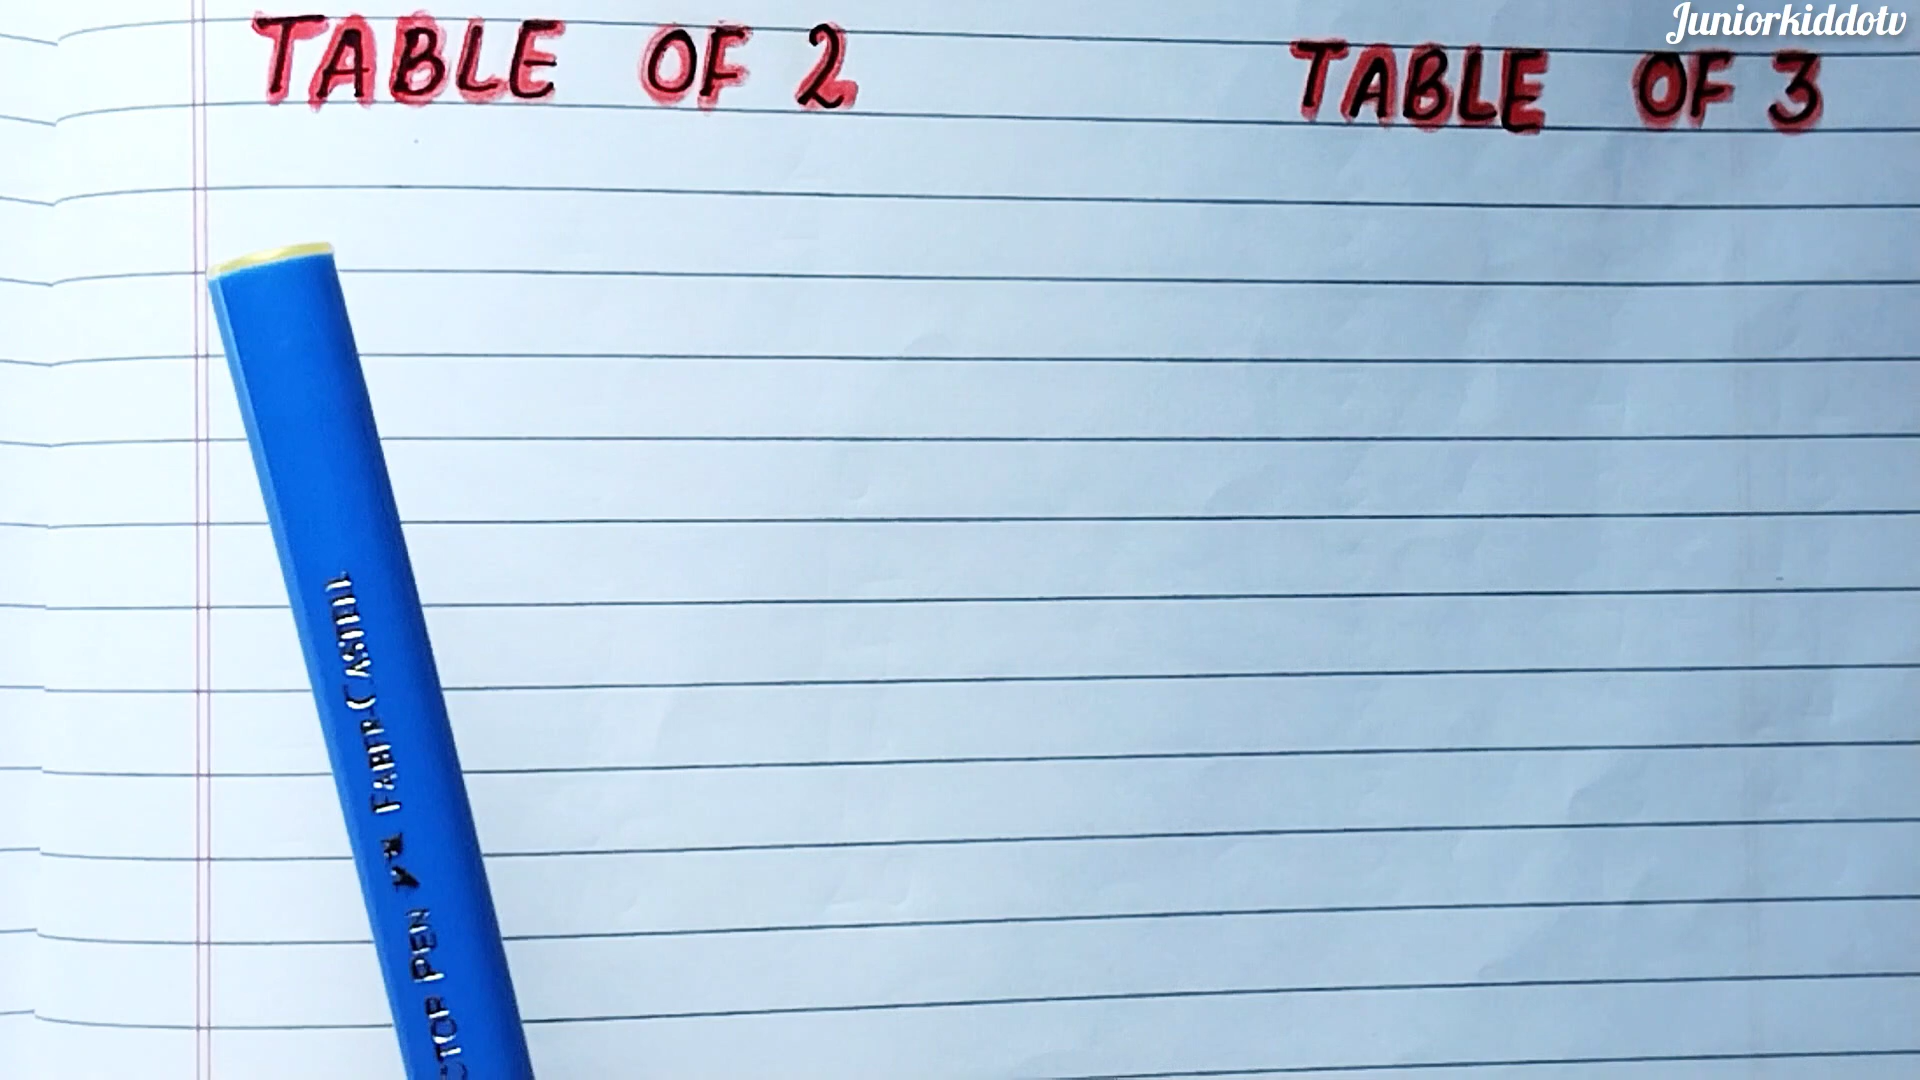 Juniorkiddotv
TABLE OF 2
TABLE OF 3
FABER-CASTELL
CTOR PEN